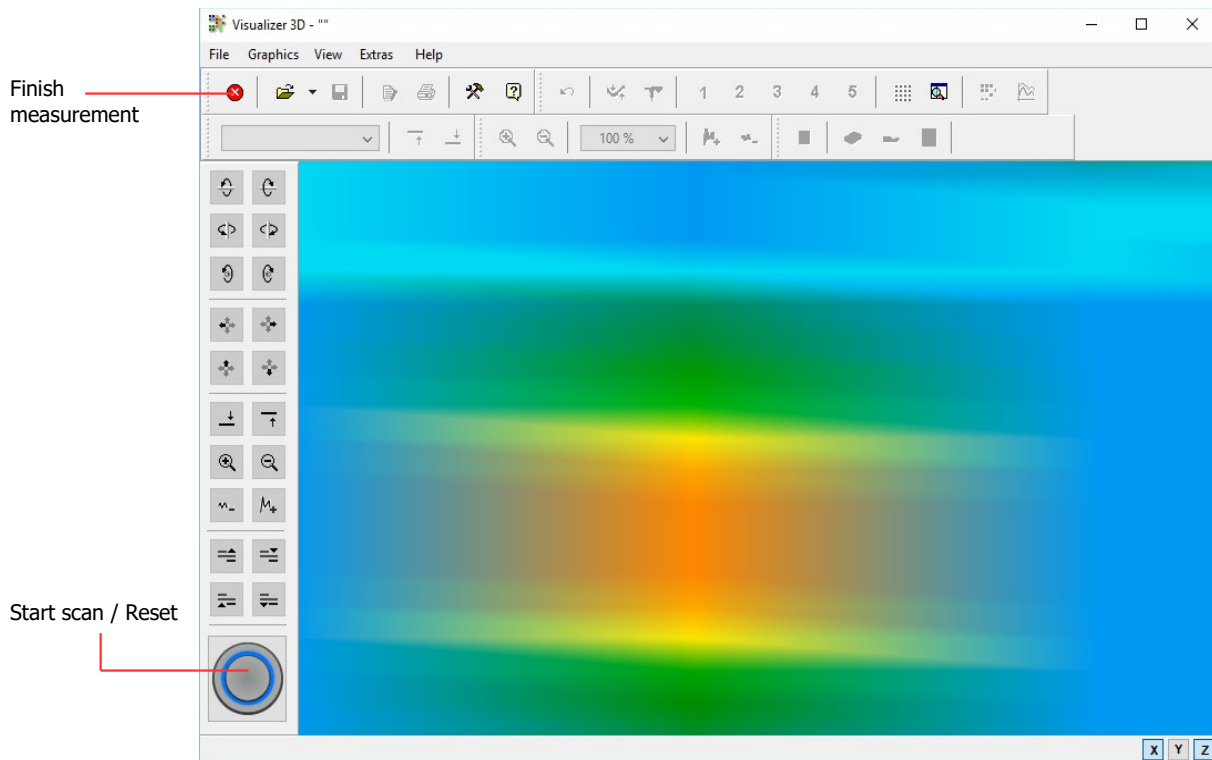 Visualizer 3D - ""
File Graphics View Extras Help
Finish
measurement
1 2 3 4 5
100 %
Start scan / Reset
X Y Z